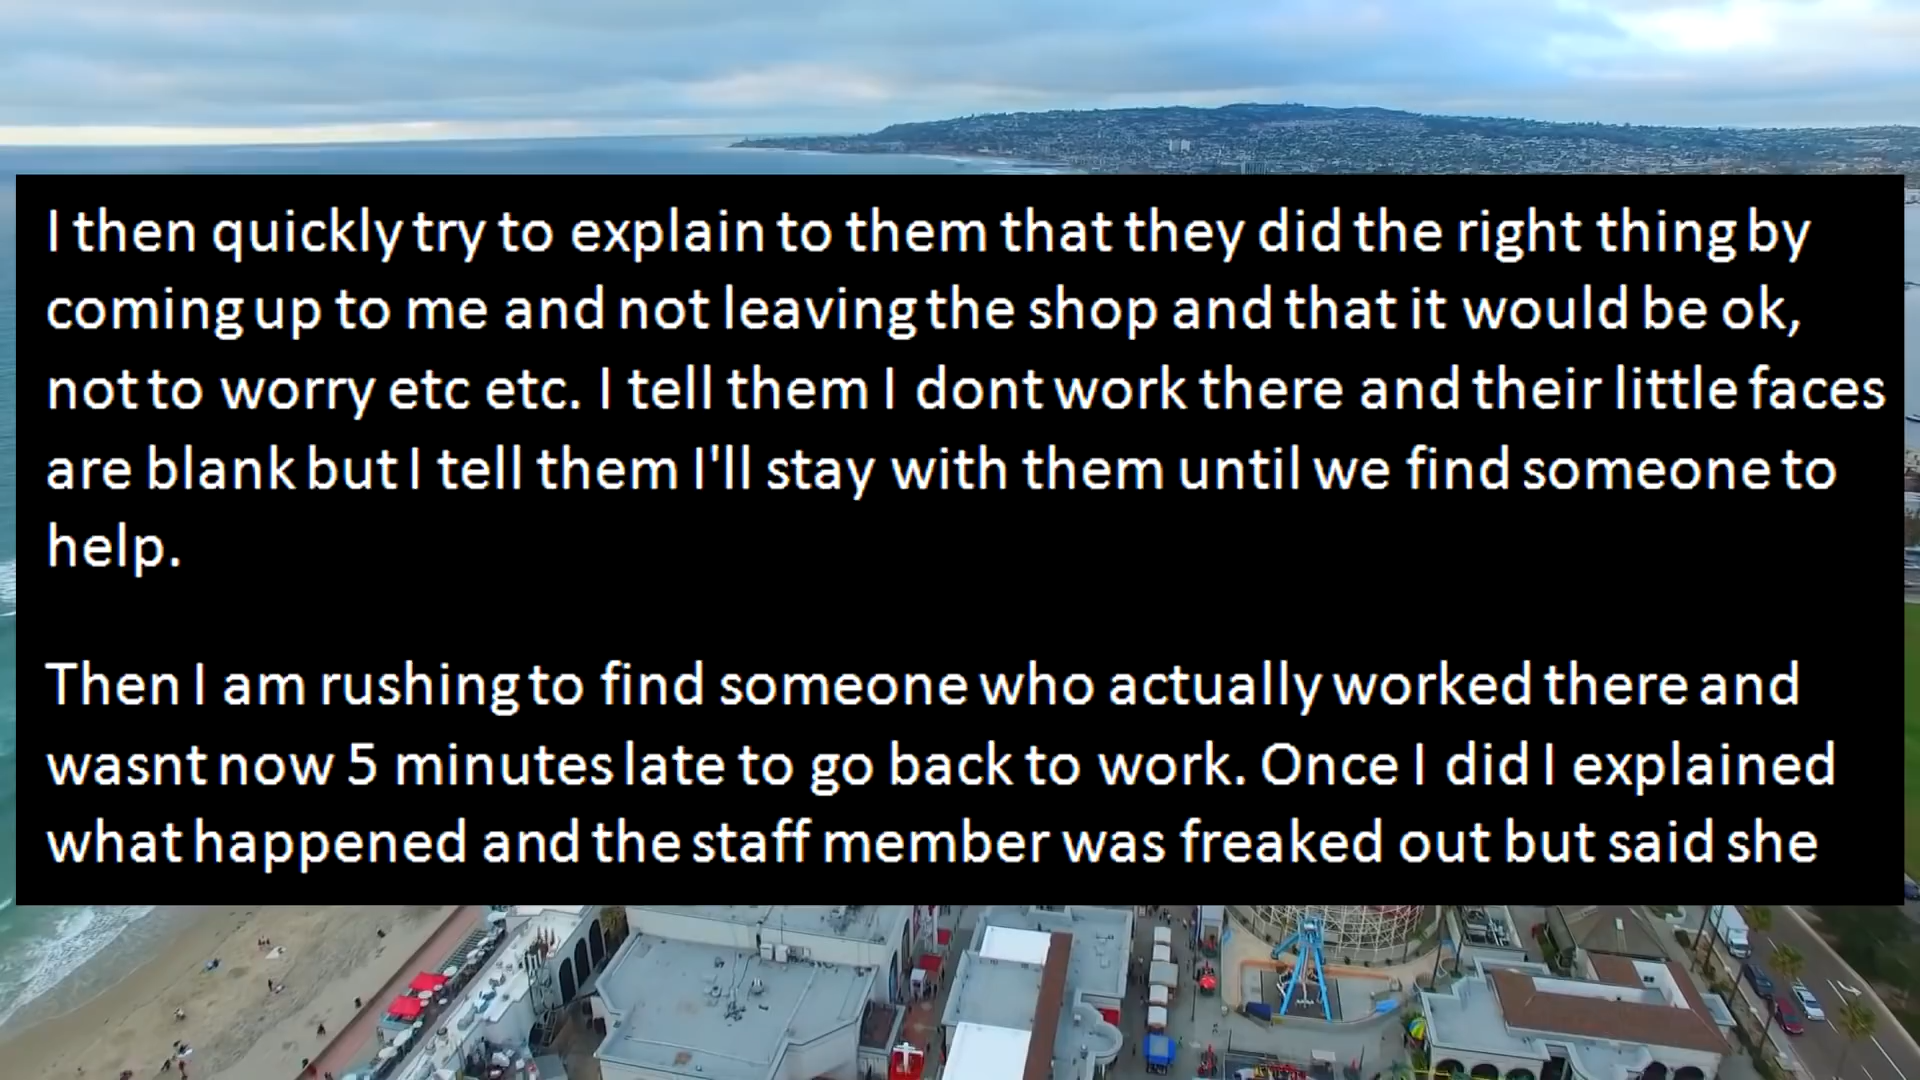 I then quickly try to explain to them that they did the right thing by
coming up to me and not leaving the shop and that it would be ok,
not to worry etc etc. I tell them I dont work there and their little faces
are blank but I tell them I'll stay with them until we find someone to
help.
Then I am rushing to find someone who actually worked there and
wasnt now 5 minutes late to go back to work. Once I did I explained
what happened and the staff member was freaked out but said she